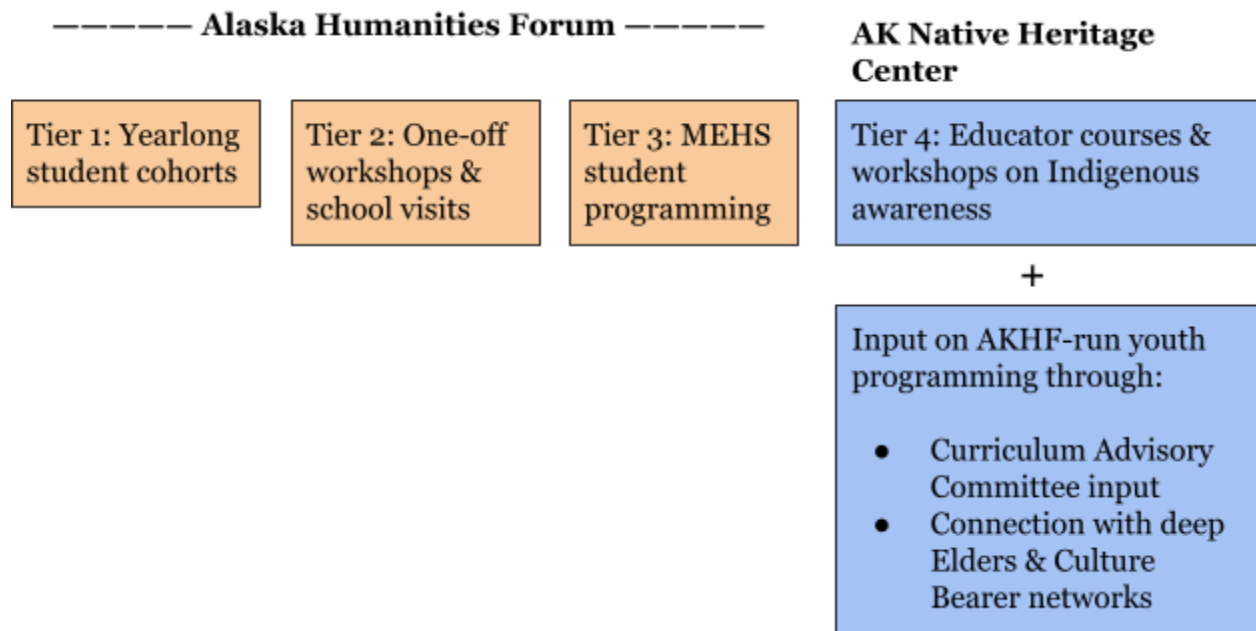 ————— Alaska Humanities Forum —————
AK Native Heritage
Center
Tier 1: Yearlong
student cohorts
Tier 2: One-off
workshops &
school visits
Tier 3: MEHS
student
programming
Tier 4: Educator courses &
workshops on Indigenous
awareness
+
Input on AKHF-run youth
programming through:
● Curriculum Advisory
Committee input
● Connection with deep
Elders & Culture
Bearer networks